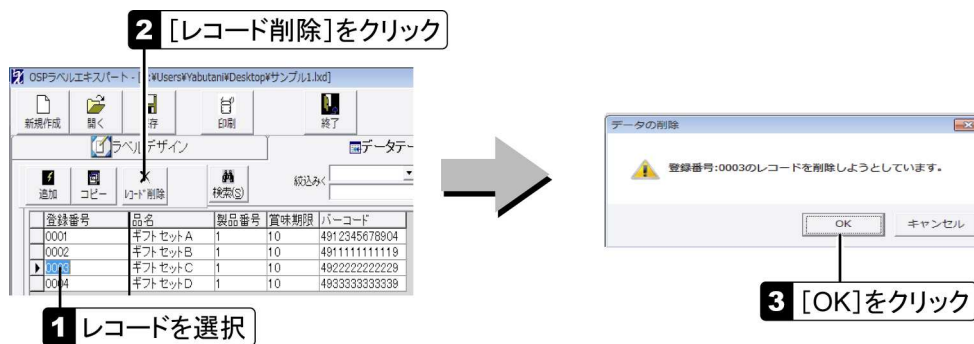 2 [レコード削除]をクリック
OSPラベルエキスパート - [ :¥Users¥Yabutani¥Desktop¥サンプル1.lxd]
新規作成 開く 存 印刷 終了
ラベルデザイン データテー
追加 コピー レコード削除 検索(S) 絞込みく
登録番号 品名 製品番号 賞味期限 バーコード
0001 ギフトセットA 1 10 4912345678904
0002 ギフトセットB 1 10 4911111111119
0003 ギフトセットC 1 10 4922222222229
0004 ギフトセットD 1 10 4933333333339
1 レコードを選択
データの削除
登録番号:0003のレコードを削除しようとしています。
OK キャンセル
3 [OK]をクリック